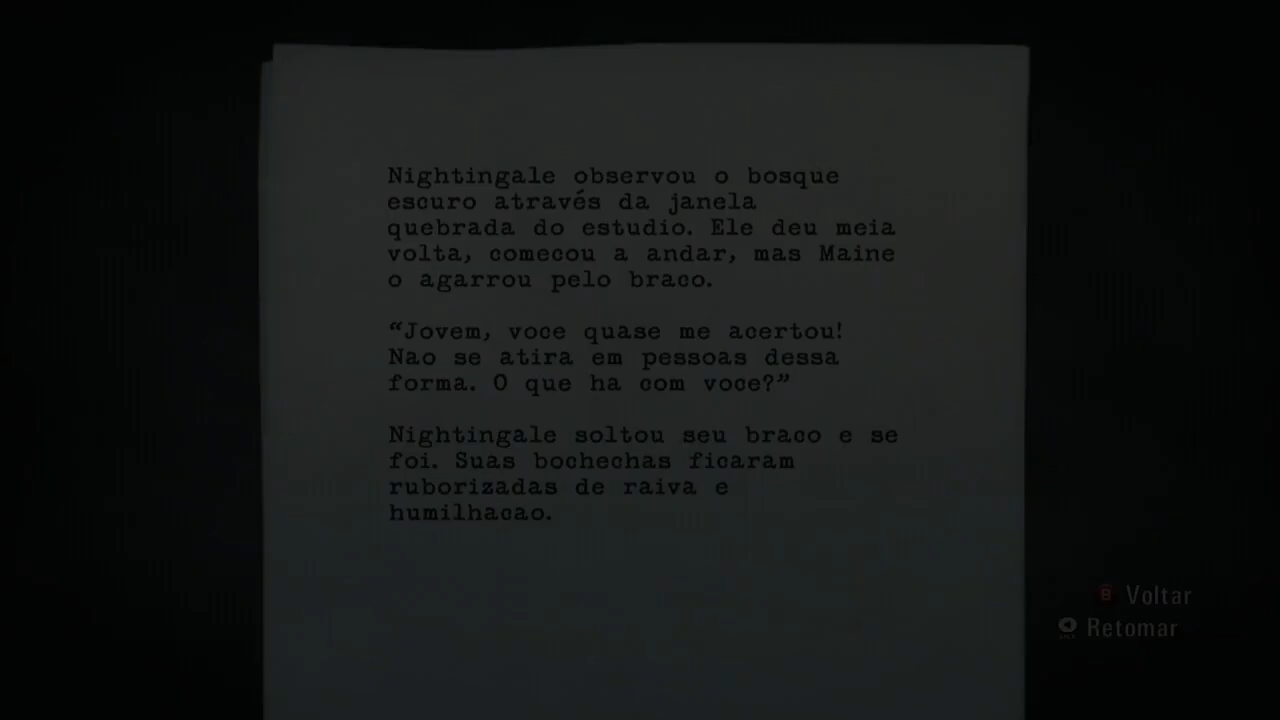 Nightingale observou o bosque
escuro através da janela
quebrada do estudio. Ele deu meia
volta, comecou a andar, mas Maine
o agarrou pelo braco.
“Jovem, voce quase me acertou!
Nao se atira em pessoas dessa
forma. O que ha com voce?”
Nightingale soltou seu braco e se
foi. Suas bochechas ficaram
ruborizadas de raiva e
humilhacao.
B Voltar
Retomar